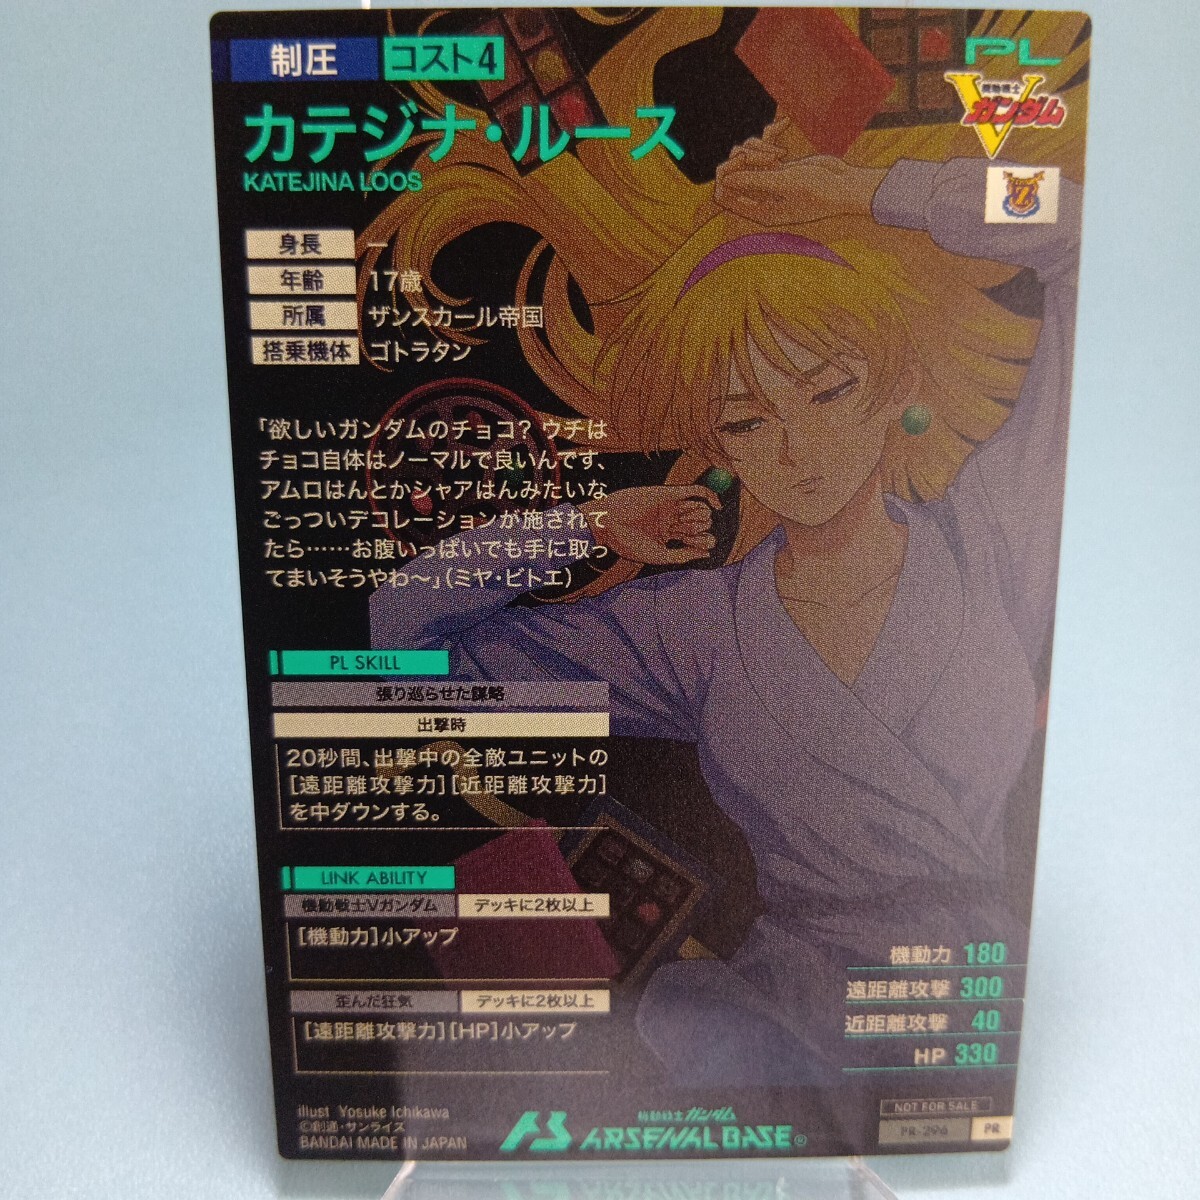 制圧
コスト4
PL
機動戦士
Vガンダム
カテジナ・ルース
KATEJINA LOOS
身長 —
年齢 17歳
所属 ザンスカール帝国
搭乗機体 ゴトラタン
「欲しいガンダムのチョコ? ウチは
チョコ自体はノーマルで良いんです、
アムロはんとかシャアはんみたいな
ごっついデコレーションが施されて
たら……お腹いっぱいでも手に取っ
てまいそうやわ〜」(ミヤ・ビトエ)
PL SKILL
張り巡らせた謀略
出撃時
20秒間、出撃中の全敵ユニットの
[遠距離攻撃力][近距離攻撃力]
を中ダウンする。
LINK ABILITY
機動戦士Vガンダム デッキに2枚以上
[機動力]小アップ
歪んだ狂気 デッキに2枚以上
[遠距離攻撃力][HP]小アップ
機動力 180
遠距離攻撃 300
近距離攻撃 40
HP 330
illust Yosuke Ichikawa
©創通・サンライズ
BANDAI MADE IN JAPAN
機動戦士ガンダム
ARSENAL BASE®
NOT FOR SALE
PR-296 PR